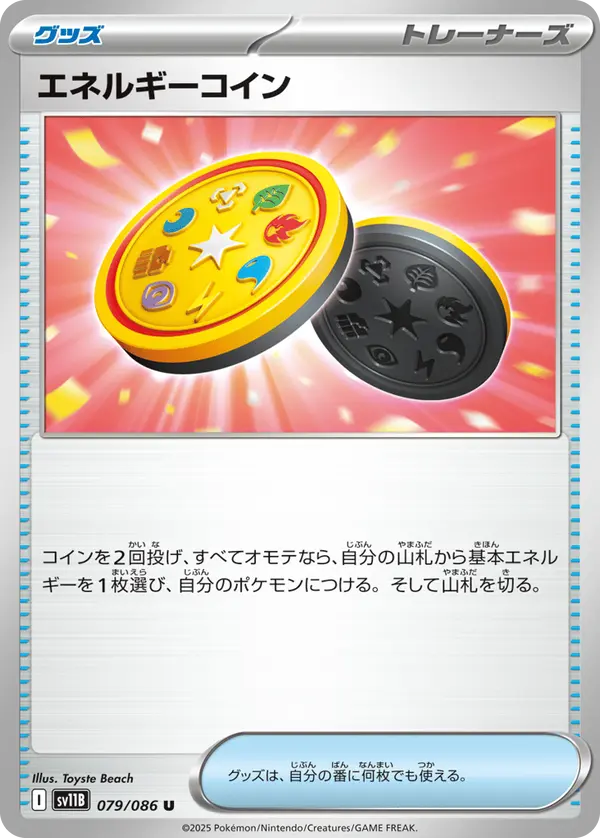 グッズ
トレーナーズ
エネルギーコイン
コインを2回投げ、すべてオモテなら、自分の山札から基本エネル
ギーを1枚選び、自分のポケモンにつける。そして山札を切る。
Illus. Toyste Beach
I sv11B 079/086 U
グッズは、自分の番に何枚でも使える。
©2025 Pokémon/Nintendo/Creatures/GAME FREAK.